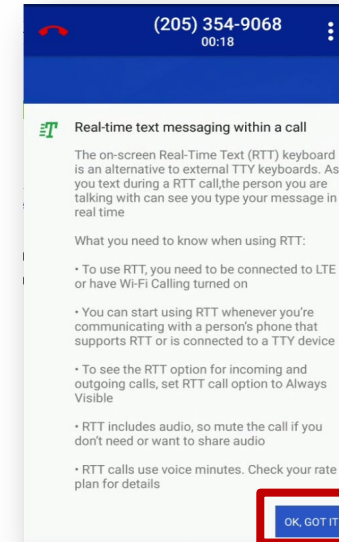 (205) 354-9068
00:18
Real-time text messaging within a call
The on-screen Real-Time Text (RTT) keyboard
is an alternative to external TTY keyboards. As
you text during a RTT call,the person you are
talking with can see you type your message in
real time
What you need to know when using RTT:
• To use RTT, you need to be connected to LTE
or have Wi-Fi Calling turned on
• You can start using RTT whenever you're
communicating with a person's phone that
supports RTT or is connected to a TTY device
• To see the RTT option for incoming and
outgoing calls, set RTT call option to Always
Visible
• RTT includes audio, so mute the call if you
don't need or want to share audio
• RTT calls use voice minutes. Check your rate
plan for details
OK, GOT IT